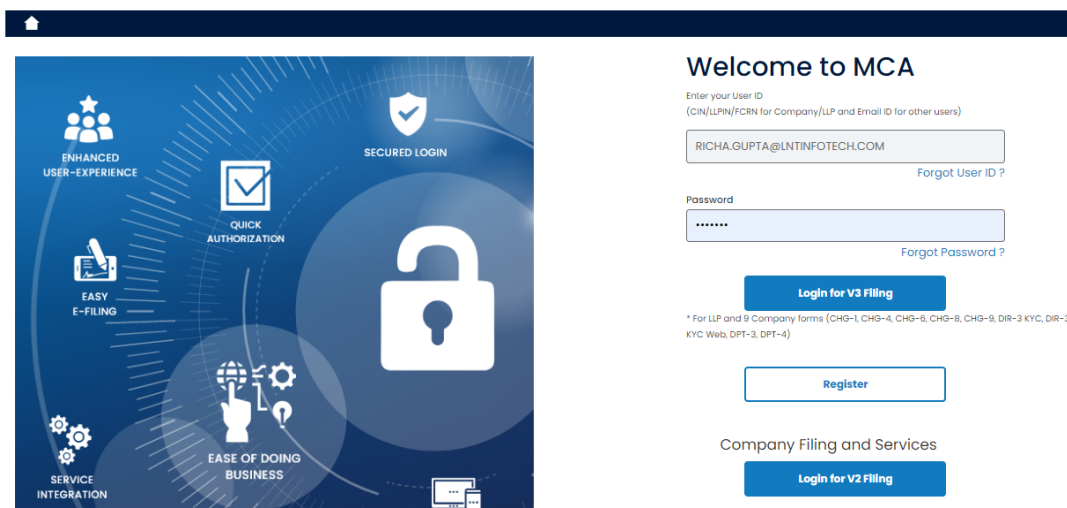 Welcome to MCA
Enter your User ID
(CIN/LLPIN/FCRN for Company/LLP and Email ID for other users)
RICHA.GUPTA@LNTINFOTECH.COM
Forgot User ID ?
Password
•••••••
Forgot Password ?
Login for V3 Filing
* For LLP and 9 Company forms (CHG-1, CHG-4, CHG-6, CHG-8, CHG-9, DIR-3 KYC, DIR-3
KYC Web, DPT-3, DPT-4)
Register
Company Filing and Services
Login for V2 Filing
ENHANCED
USER-EXPERIENCE
SECURED LOGIN
QUICK
AUTHORIZATION
EASY
E-FILING
EASE OF DOING
BUSINESS
SERVICE
INTEGRATION